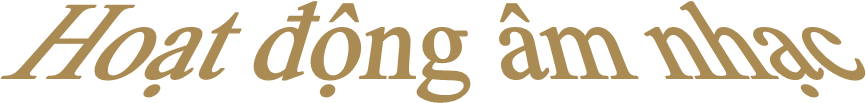 Hoạt động âm nhạc